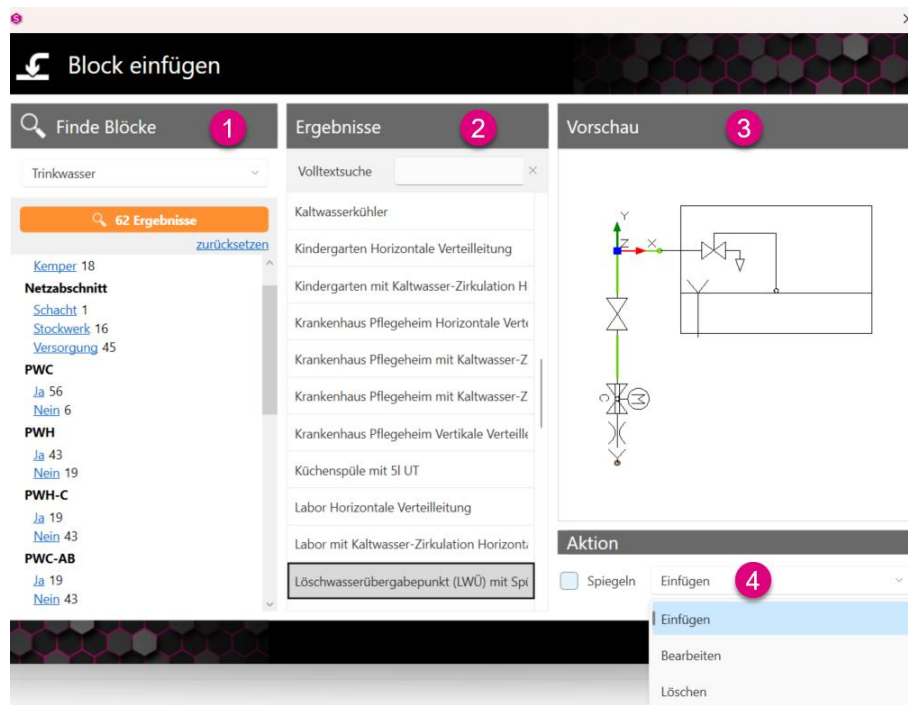 S
Block einfügen
Finde Blöcke
1
Trinkwasser
62 Ergebnisse
zurücksetzen
Kemper 18
Netzabschnitt
Schacht 1
Stockwerk 16
Versorgung 45
PWC
Ja 56
Nein 6
PWH
Ja 43
Nein 19
PWH-C
Ja 19
Nein 43
PWC-AB
Ja 19
Nein 43
Ergebnisse
2
Volltextsuche
Kaltwasserkühler
Kindergarten Horizontale Verteilleitung
Kindergarten mit Kaltwasser-Zirkulation H
Krankenhaus Pflegeheim Horizontale Verte
Krankenhaus Pflegeheim mit Kaltwasser-Z
Krankenhaus Pflegeheim mit Kaltwasser-Z
Krankenhaus Pflegeheim Vertikale Verteille
Küchenspüle mit 5l UT
Labor Horizontale Verteilleitung
Labor mit Kaltwasser-Zirkulation Horizonta
Löschwasserübergabepunkt (LWÜ) mit Spü
Vorschau
3
Y
Z X
C M
Aktion
Spiegeln
Einfügen
4
Einfügen
Bearbeiten
Löschen